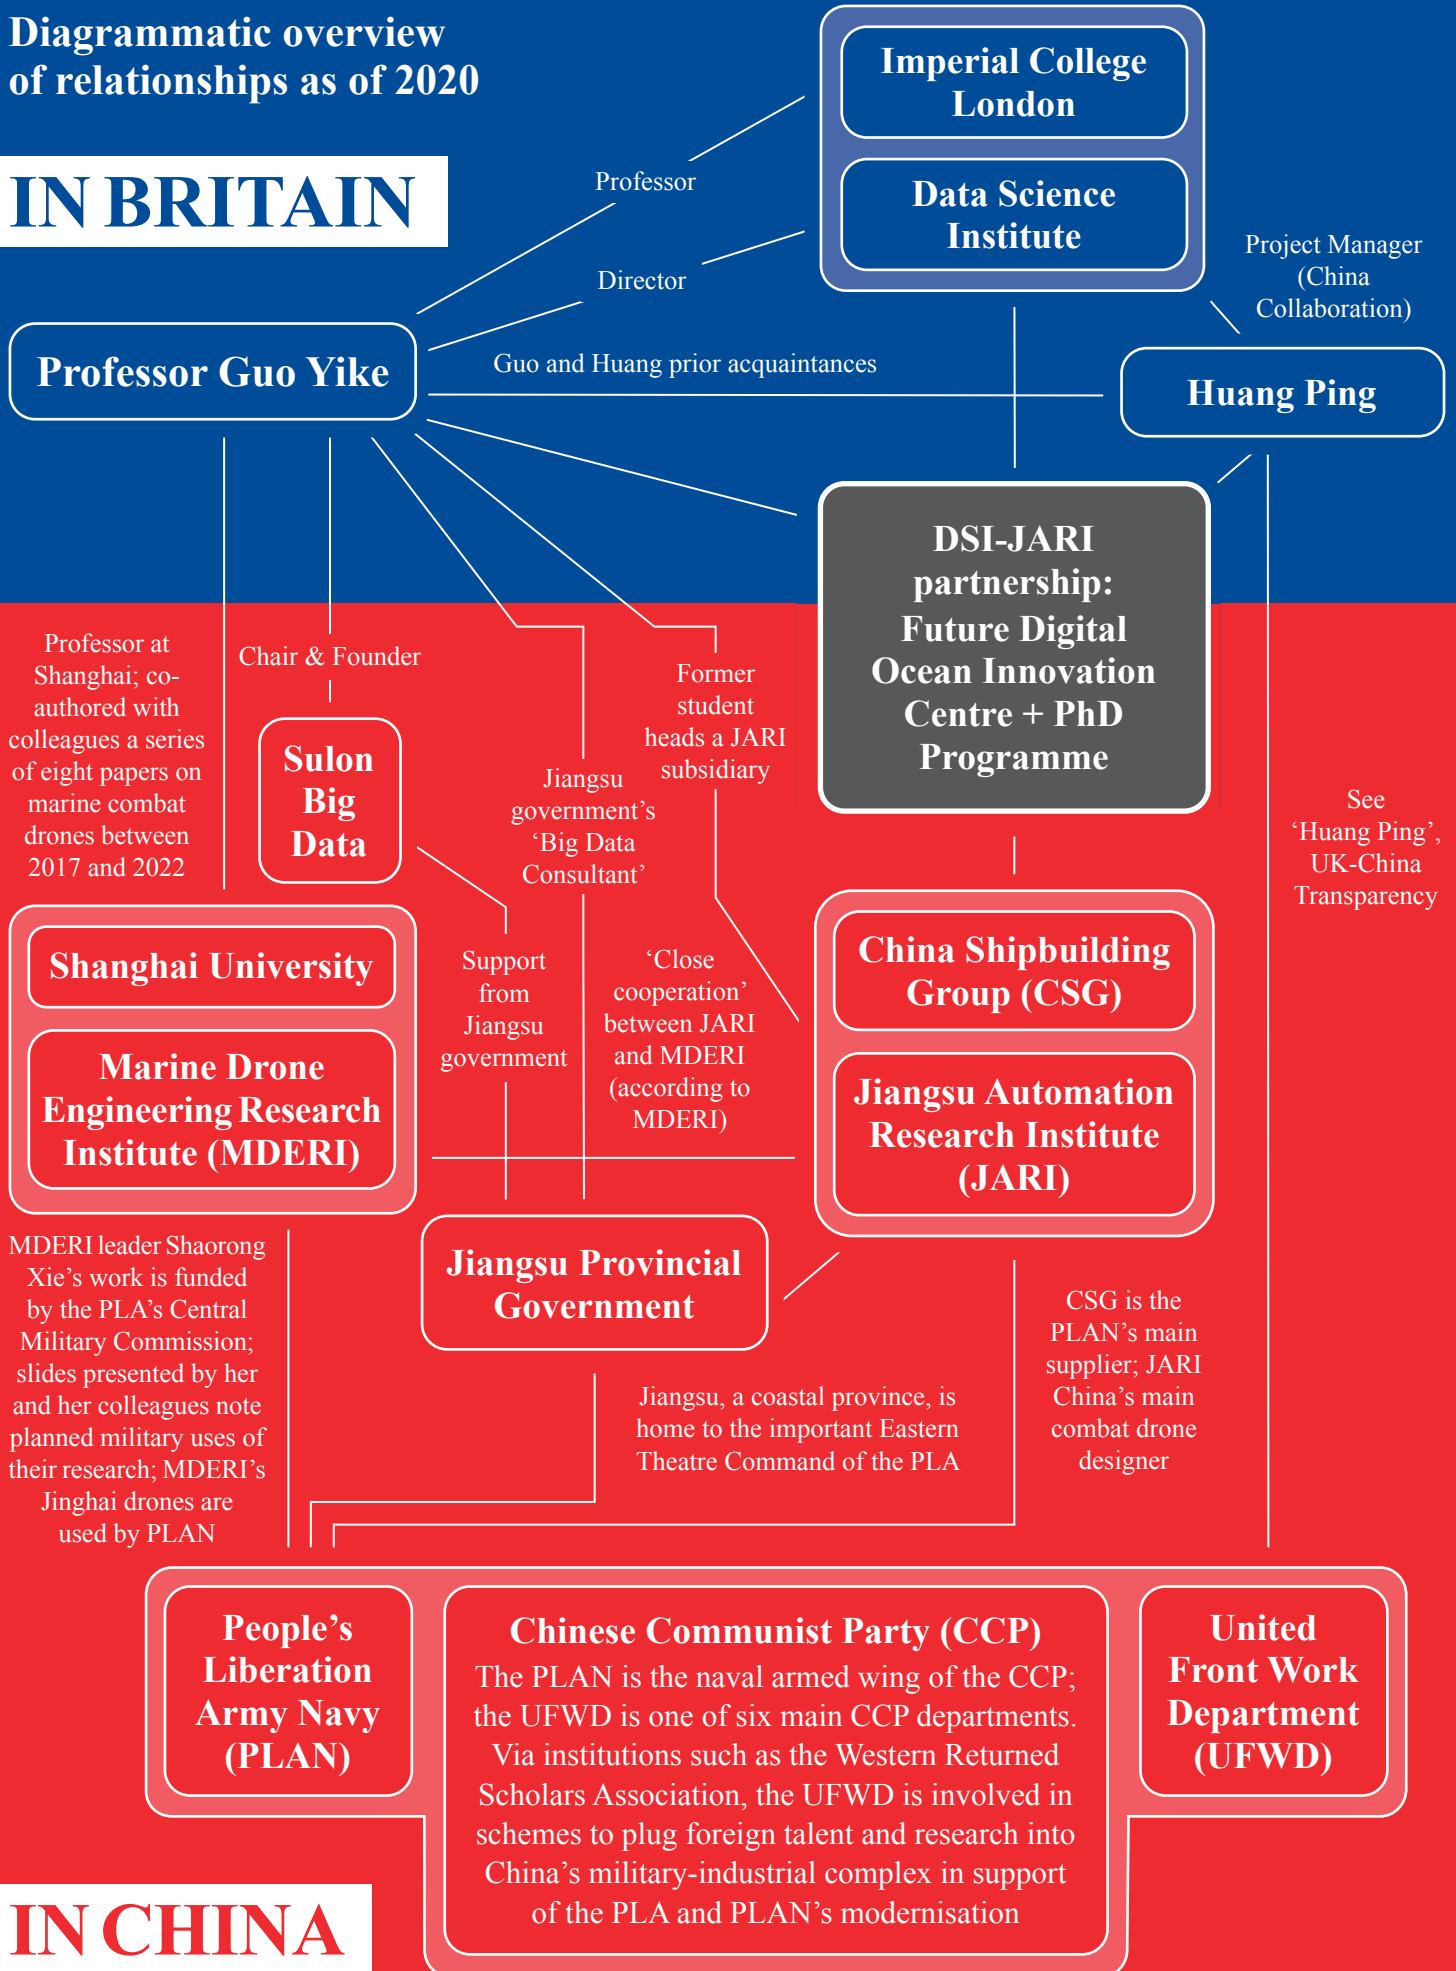 Diagrammatic overview
of relationships as of 2020
IN BRITAIN
Imperial College
London
Data Science
Institute
Professor
Director
Project Manager
(China
Collaboration)
Professor Guo Yike
Guo and Huang prior acquaintances
Huang Ping
DSI-JARI
partnership:
Future Digital
Ocean Innovation
Centre + PhD
Programme
Professor at
Shanghai; co-
authored with
colleagues a series
of eight papers on
marine combat
drones between
2017 and 2022
Chair & Founder
Sulon
Big
Data
Jiangsu
government’s
‘Big Data
Consultant’
Former
student
heads a JARI
subsidiary
See
‘Huang Ping’,
UK-China
Transparency
Shanghai University
Marine Drone
Engineering Research
Institute (MDERI)
Support
from
Jiangsu
government
‘Close
cooperation’
between JARI
and MDERI
(according to
MDERI)
China Shipbuilding
Group (CSG)
Jiangsu Automation
Research Institute
(JARI)
Jiangsu Provincial
Government
MDERI leader Shaorong
Xie’s work is funded
by the PLA’s Central
Military Commission;
slides presented by her
and her colleagues note
planned military uses of
their research; MDERI’s
Jinghai drones are
used by PLAN
Jiangsu, a coastal province, is
home to the important Eastern
Theatre Command of the PLA
CSG is the
PLAN’s main
supplier; JARI
China’s main
combat drone
designer
People’s
Liberation
Army Navy
(PLAN)
Chinese Communist Party (CCP)
The PLAN is the naval armed wing of the CCP;
the UFWD is one of six main CCP departments.
Via institutions such as the Western Returned
Scholars Association, the UFWD is involved in
schemes to plug foreign talent and research into
China’s military-industrial complex in support
of the PLA and PLAN’s modernisation
United
Front Work
Department
(UFWD)
IN CHINA